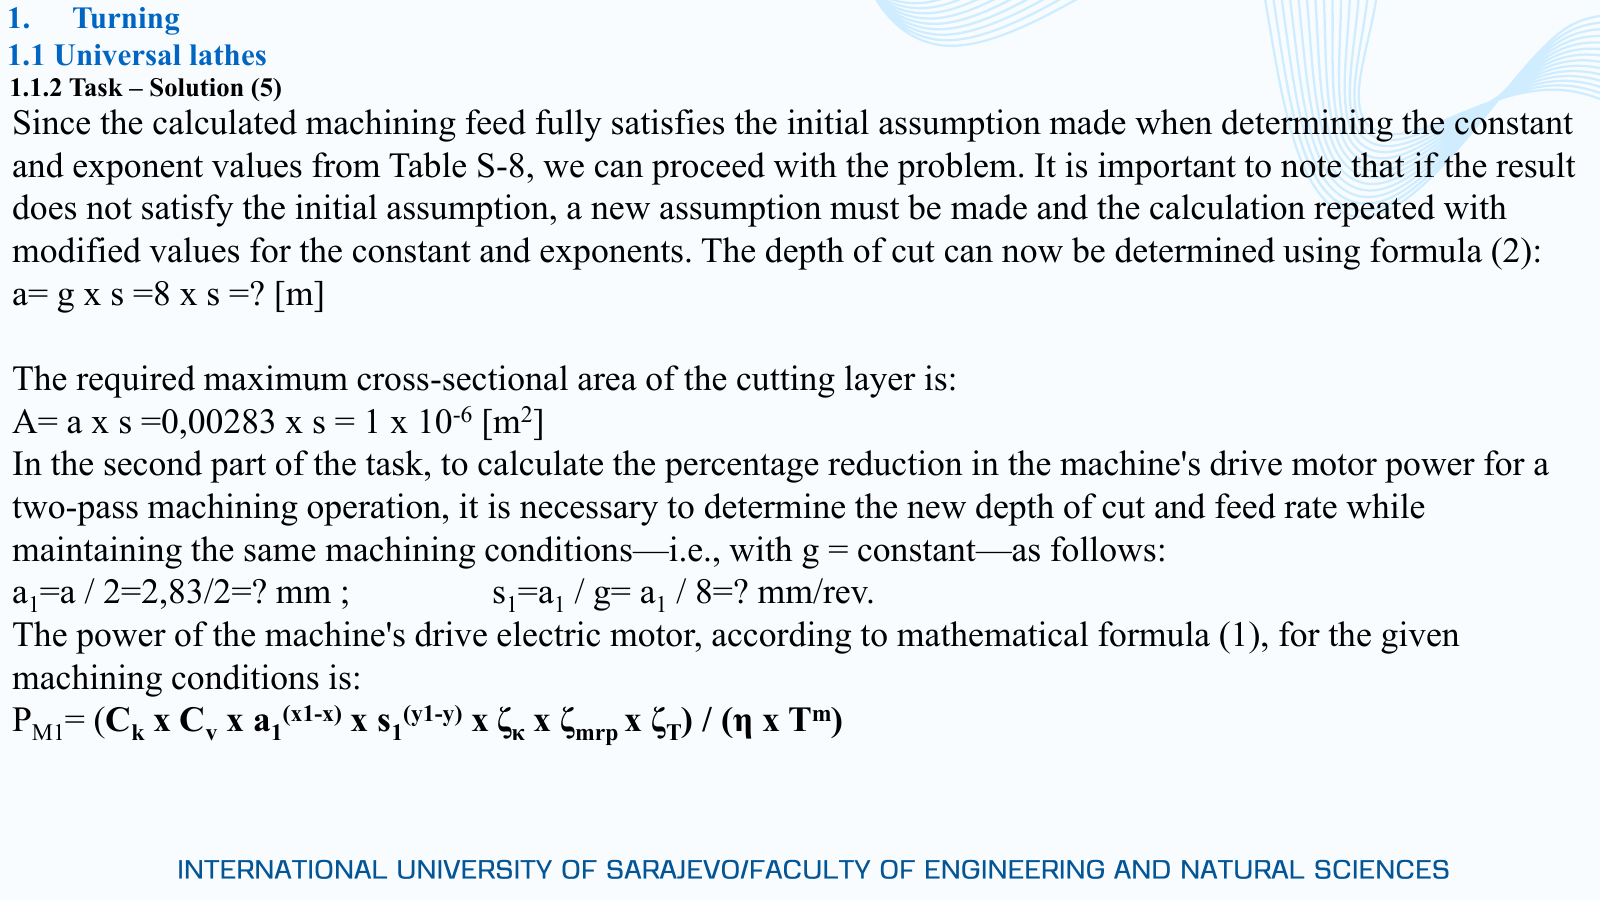 1. Turning
1.1 Universal lathes
1.1.2 Task – Solution (5)
Since the calculated machining feed fully satisfies the initial assumption made when determining the constant
and exponent values from Table S-8, we can proceed with the problem. It is important to note that if the result
does not satisfy the initial assumption, a new assumption must be made and the calculation repeated with
modified values for the constant and exponents. The depth of cut can now be determined using formula (2):
a= g x s =8 x s =? [m]
The required maximum cross-sectional area of the cutting layer is:
A= a x s =0,00283 x s = 1 x 10⁻⁶ [m²]
In the second part of the task, to calculate the percentage reduction in the machine's drive motor power for a
two-pass machining operation, it is necessary to determine the new depth of cut and feed rate while
maintaining the same machining conditions—i.e., with g = constant—as follows:
a₁=a / 2=2,83/2=? mm ; s₁=a₁ / g= a₁ / 8=? mm/rev.
The power of the machine's drive electric motor, according to mathematical formula (1), for the given
machining conditions is:
P_M1= (C_k x C_v x a₁^(x1-x) x s₁^(y1-y) x ζ_κ x ζ_mrp x ζ_T) / (η x T^m)
INTERNATIONAL UNIVERSITY OF SARAJEVO/FACULTY OF ENGINEERING AND NATURAL SCIENCES